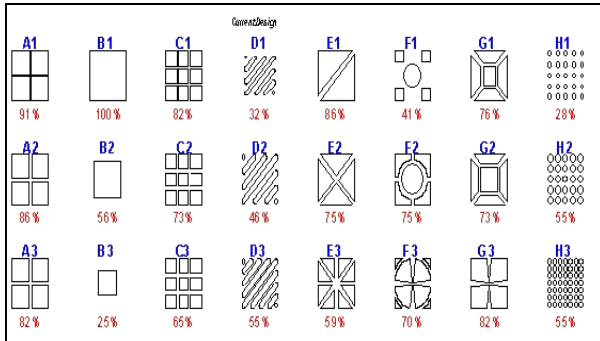 CurrentDesign
A1 B1 C1 D1 E1 F1 G1 H1
91% 100% 82% 32% 86% 41% 76% 28%
A2 B2 C2 D2 E2 F2 G2 H2
86% 56% 73% 46% 75% 75% 73% 55%
A3 B3 C3 D3 E3 F3 G3 H3
82% 25% 65% 55% 59% 70% 82% 55%